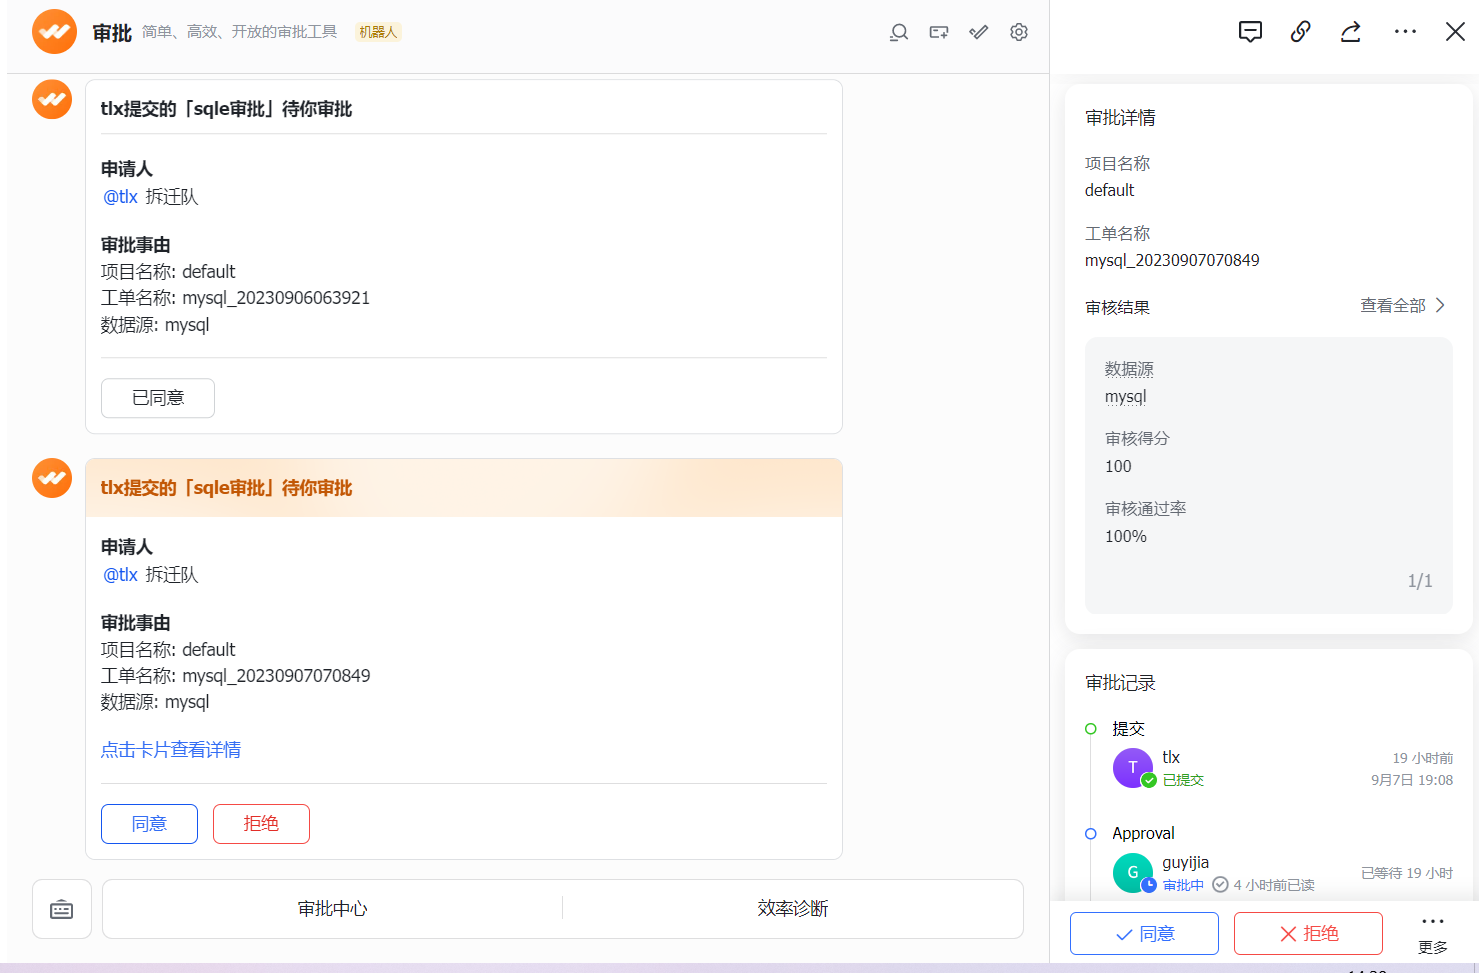 审批 简单、高效、开放的审批工具 机器人
tlx提交的「sqle审批」待你审批
申请人
@tlx 拆迁队
审批事由
项目名称: default
工单名称: mysql_20230906063921
数据源: mysql
已同意
tlx提交的「sqle审批」待你审批
申请人
@tlx 拆迁队
审批事由
项目名称: default
工单名称: mysql_20230907070849
数据源: mysql
点击卡片查看详情
同意 拒绝
审批中心 效率诊断
审批详情
项目名称
default
工单名称
mysql_20230907070849
审核结果 查看全部
数据源
mysql
审核得分
100
审核通过率
100%
1/1
审批记录
提交
T tlx 19 小时前
已提交 9月7日 19:08
Approval
G guyijia 已等待 19 小时
审批中 4 小时前已读
同意 拒绝 更多